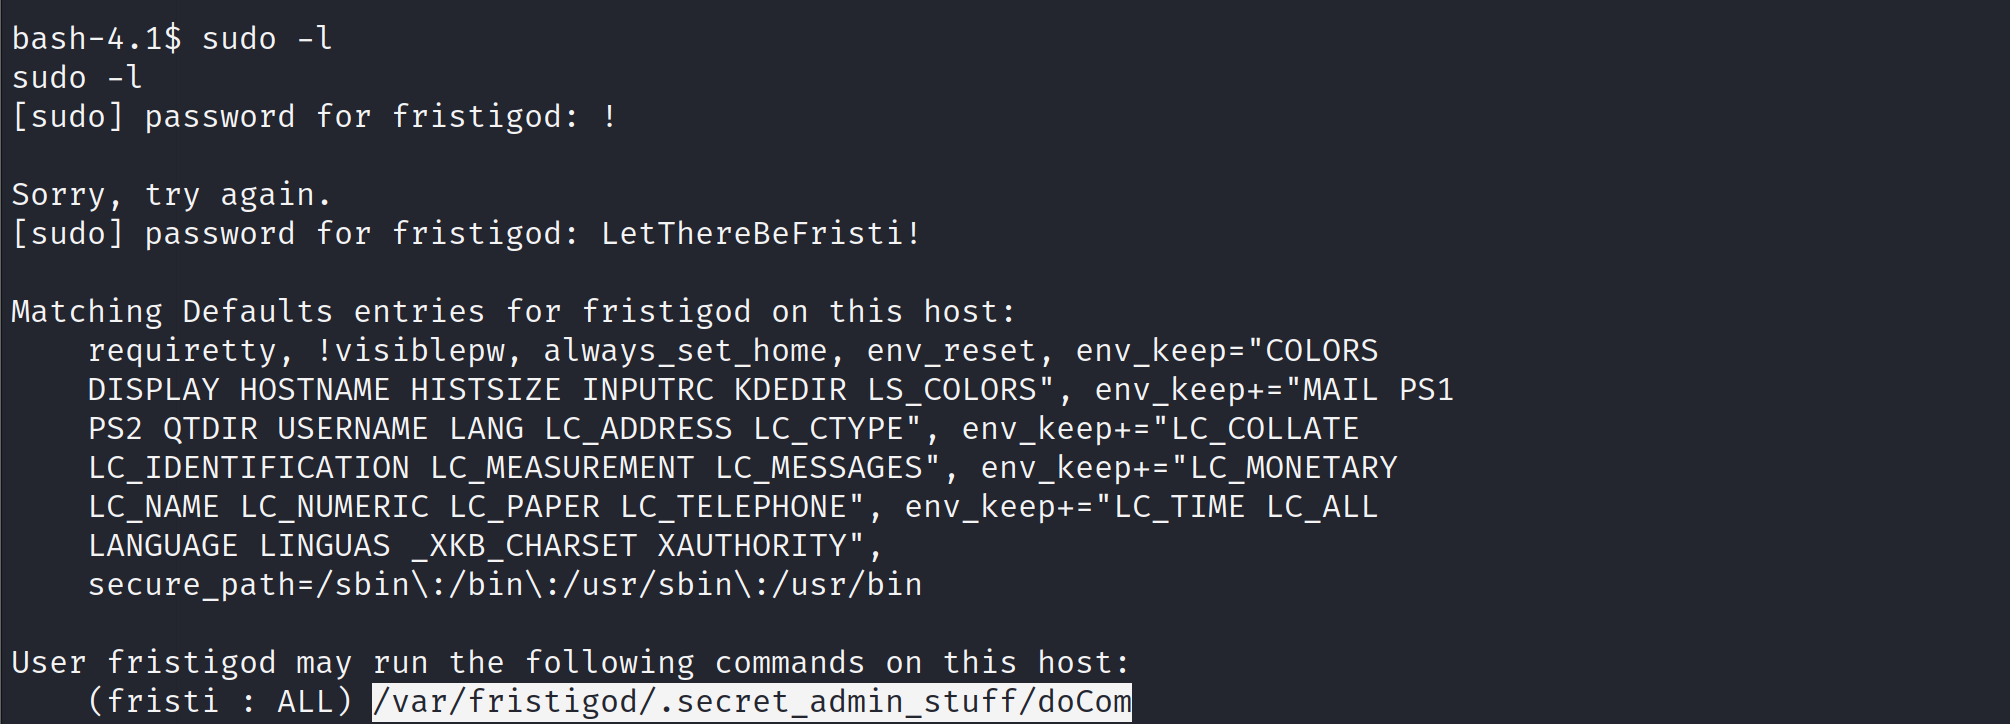 bash-4.1$ sudo -l
sudo -l
[sudo] password for fristigod: !
Sorry, try again.
[sudo] password for fristigod: LetThereBeFristi!
Matching Defaults entries for fristigod on this host:
requiretty, !visiblepw, always_set_home, env_reset, env_keep="COLORS
DISPLAY HOSTNAME HISTSIZE INPUTRC KDEDIR LS_COLORS", env_keep+="MAIL PS1
PS2 QTDIR USERNAME LANG LC_ADDRESS LC_CTYPE", env_keep+="LC_COLLATE
LC_IDENTIFICATION LC_MEASUREMENT LC_MESSAGES", env_keep+="LC_MONETARY
LC_NAME LC_NUMERIC LC_PAPER LC_TELEPHONE", env_keep+="LC_TIME LC_ALL
LANGUAGE LINGUAS _XKB_CHARSET XAUTHORITY",
secure_path=/sbin\:/bin\:/usr/sbin\:/usr/bin
User fristigod may run the following commands on this host:
(fristi : ALL) /var/fristigod/.secret_admin_stuff/doCom